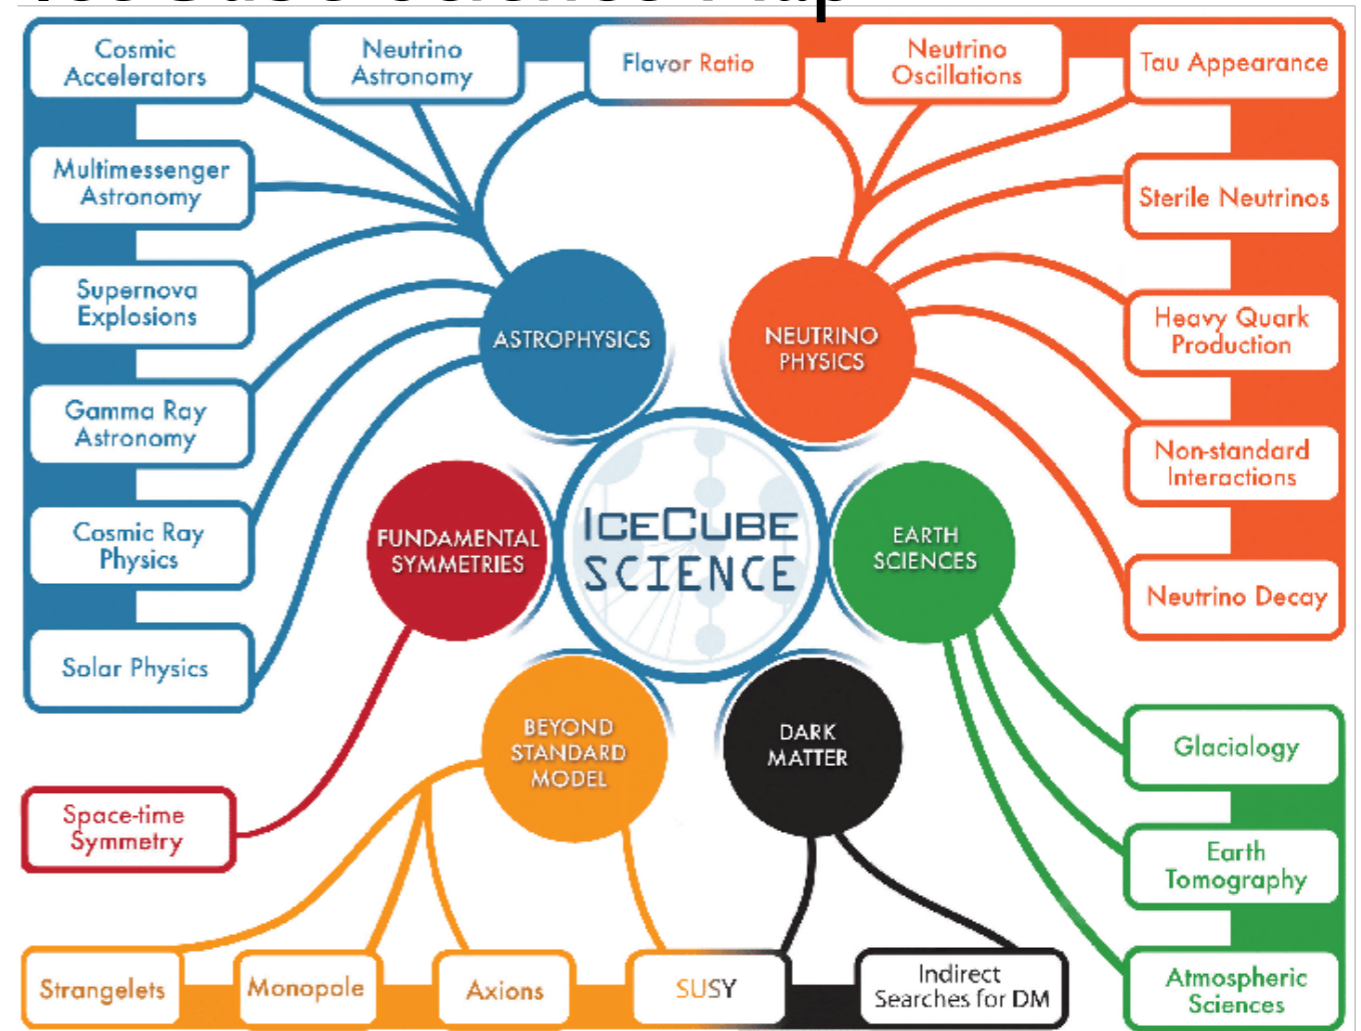 Cosmic
Accelerators
Neutrino
Astronomy
Flavor Ratio
Neutrino
Oscillations
Tau Appearance
Multimessenger
Astronomy
Sterile Neutrinos
Supernova
Explosions
ASTROPHYSICS
NEUTRINO
PHYSICS
Heavy Quark
Production
Gamma Ray
Astronomy
Non-standard
Interactions
Cosmic Ray
Physics
FUNDAMENTAL
SYMMETRIES
ICECUBE
SCIENCE
EARTH
SCIENCES
Neutrino Decay
Solar Physics
BEYOND
STANDARD
MODEL
DARK
MATTER
Glaciology
Space-time
Symmetry
Earth
Tomography
Strangelets
Monopole
Axions
SUSY
Indirect
Searches for DM
Atmospheric
Sciences